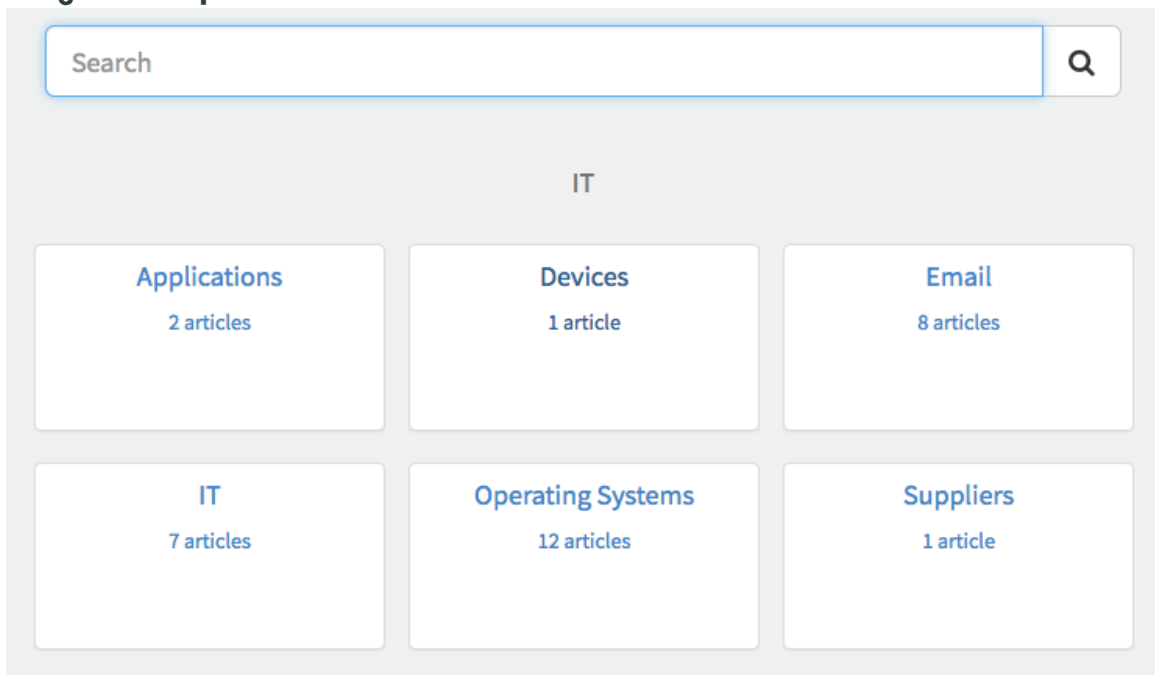 Search
IT
Applications
2 articles
Devices
1 article
Email
8 articles
IT
7 articles
Operating Systems
12 articles
Suppliers
1 article